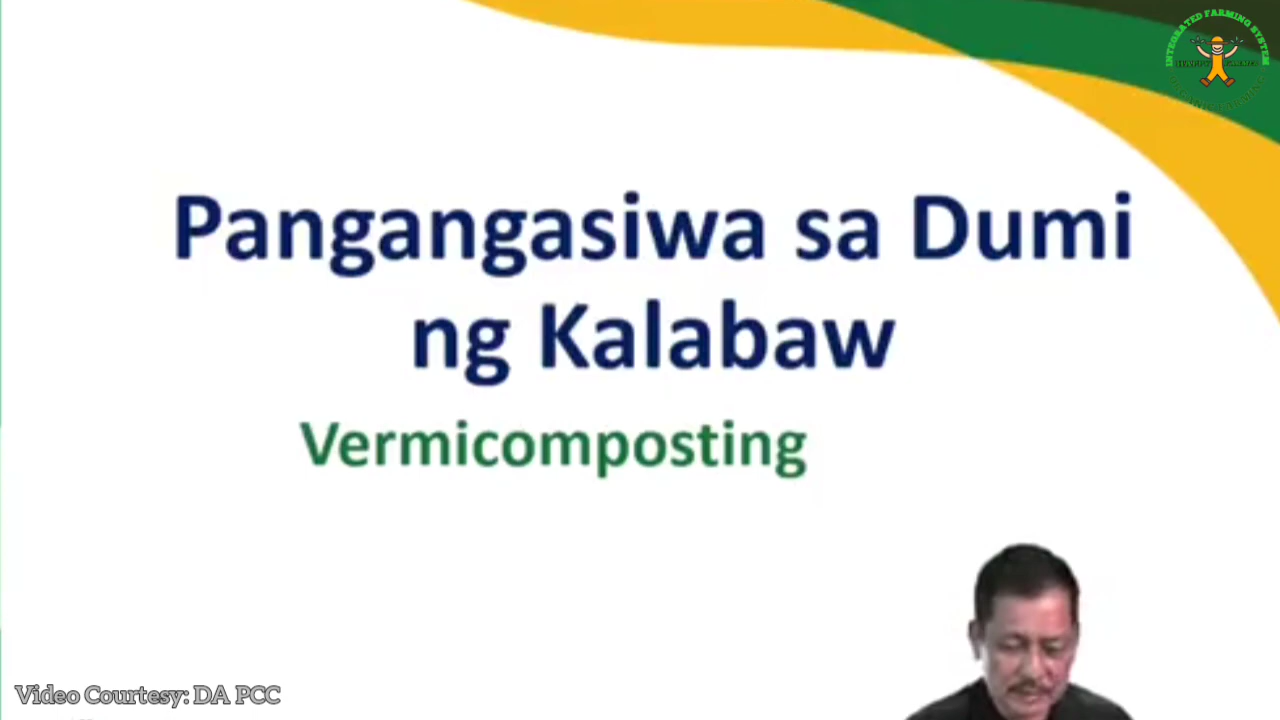 INTEGRATED FARMING SYSTEM
Pangangasiwa sa Dumi
ng Kalabaw
Vermicomposting
Video Courtesy: DA PCC